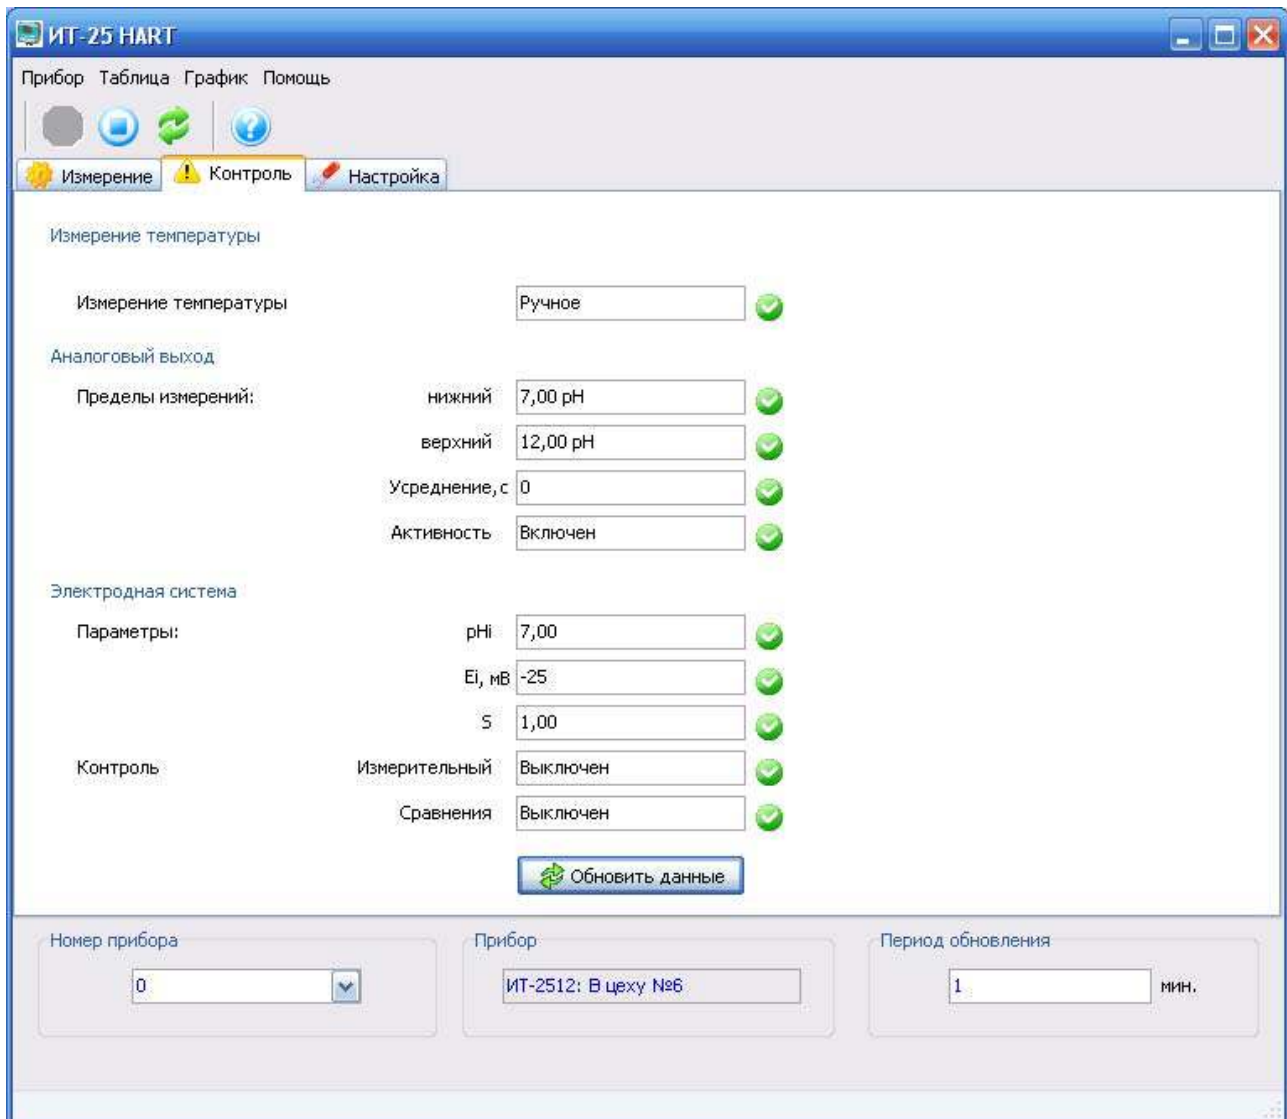 ИТ-25 HART
Прибор Таблица График Помощь
Измерение Контроль Настройка
Измерение температуры
Измерение температуры Ручное
Аналоговый выход
Пределы измерений: нижний 7,00 pH
верхний 12,00 pH
Усреднение, с 0
Активность Включен
Электродная система
Параметры: pHi 7,00
Ei, мВ -25
S 1,00
Контроль Измерительный Выключен
Сравнения Выключен
Обновить данные
Номер прибора Прибор Период обновления
0 ИТ-2512: В цеху №6 1 мин.